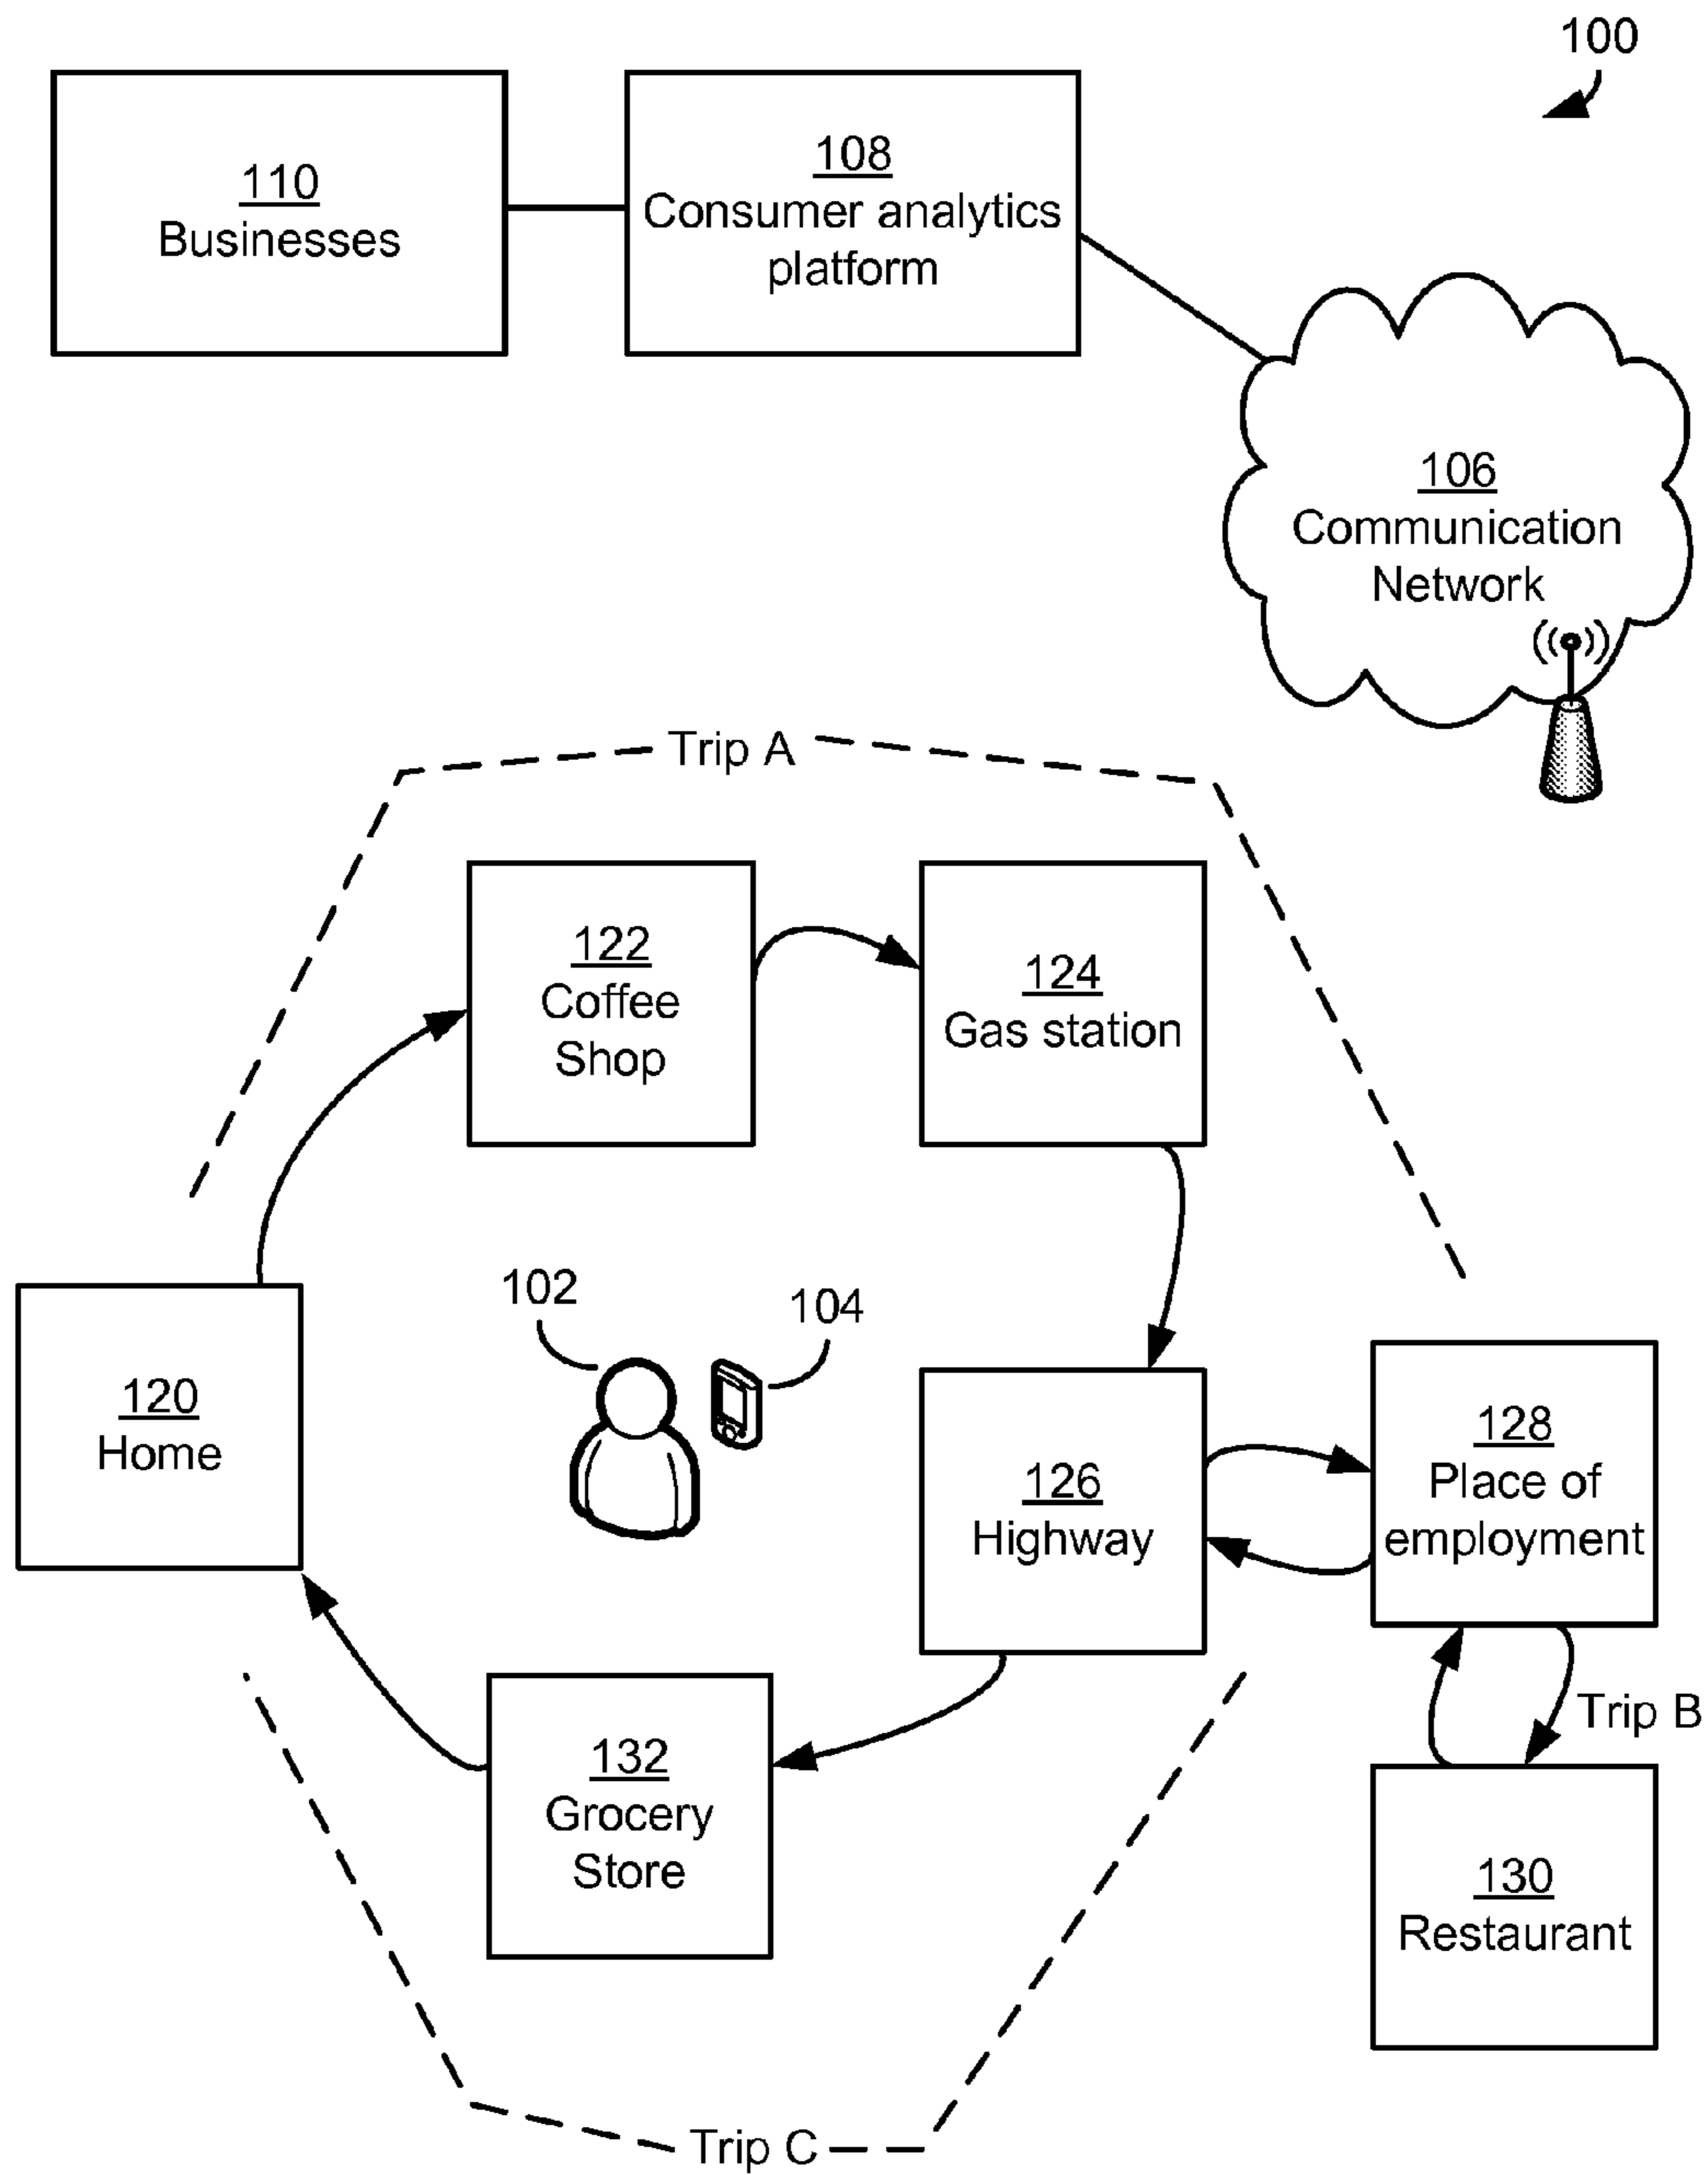 100
110
Businesses
108
Consumer analytics
platform
106
Communication
Network
Trip A
122
Coffee
Shop
124
Gas station
102
104
120
Home
126
Highway
128
Place of
employment
Trip B
132
Grocery
Store
130
Restaurant
Trip C